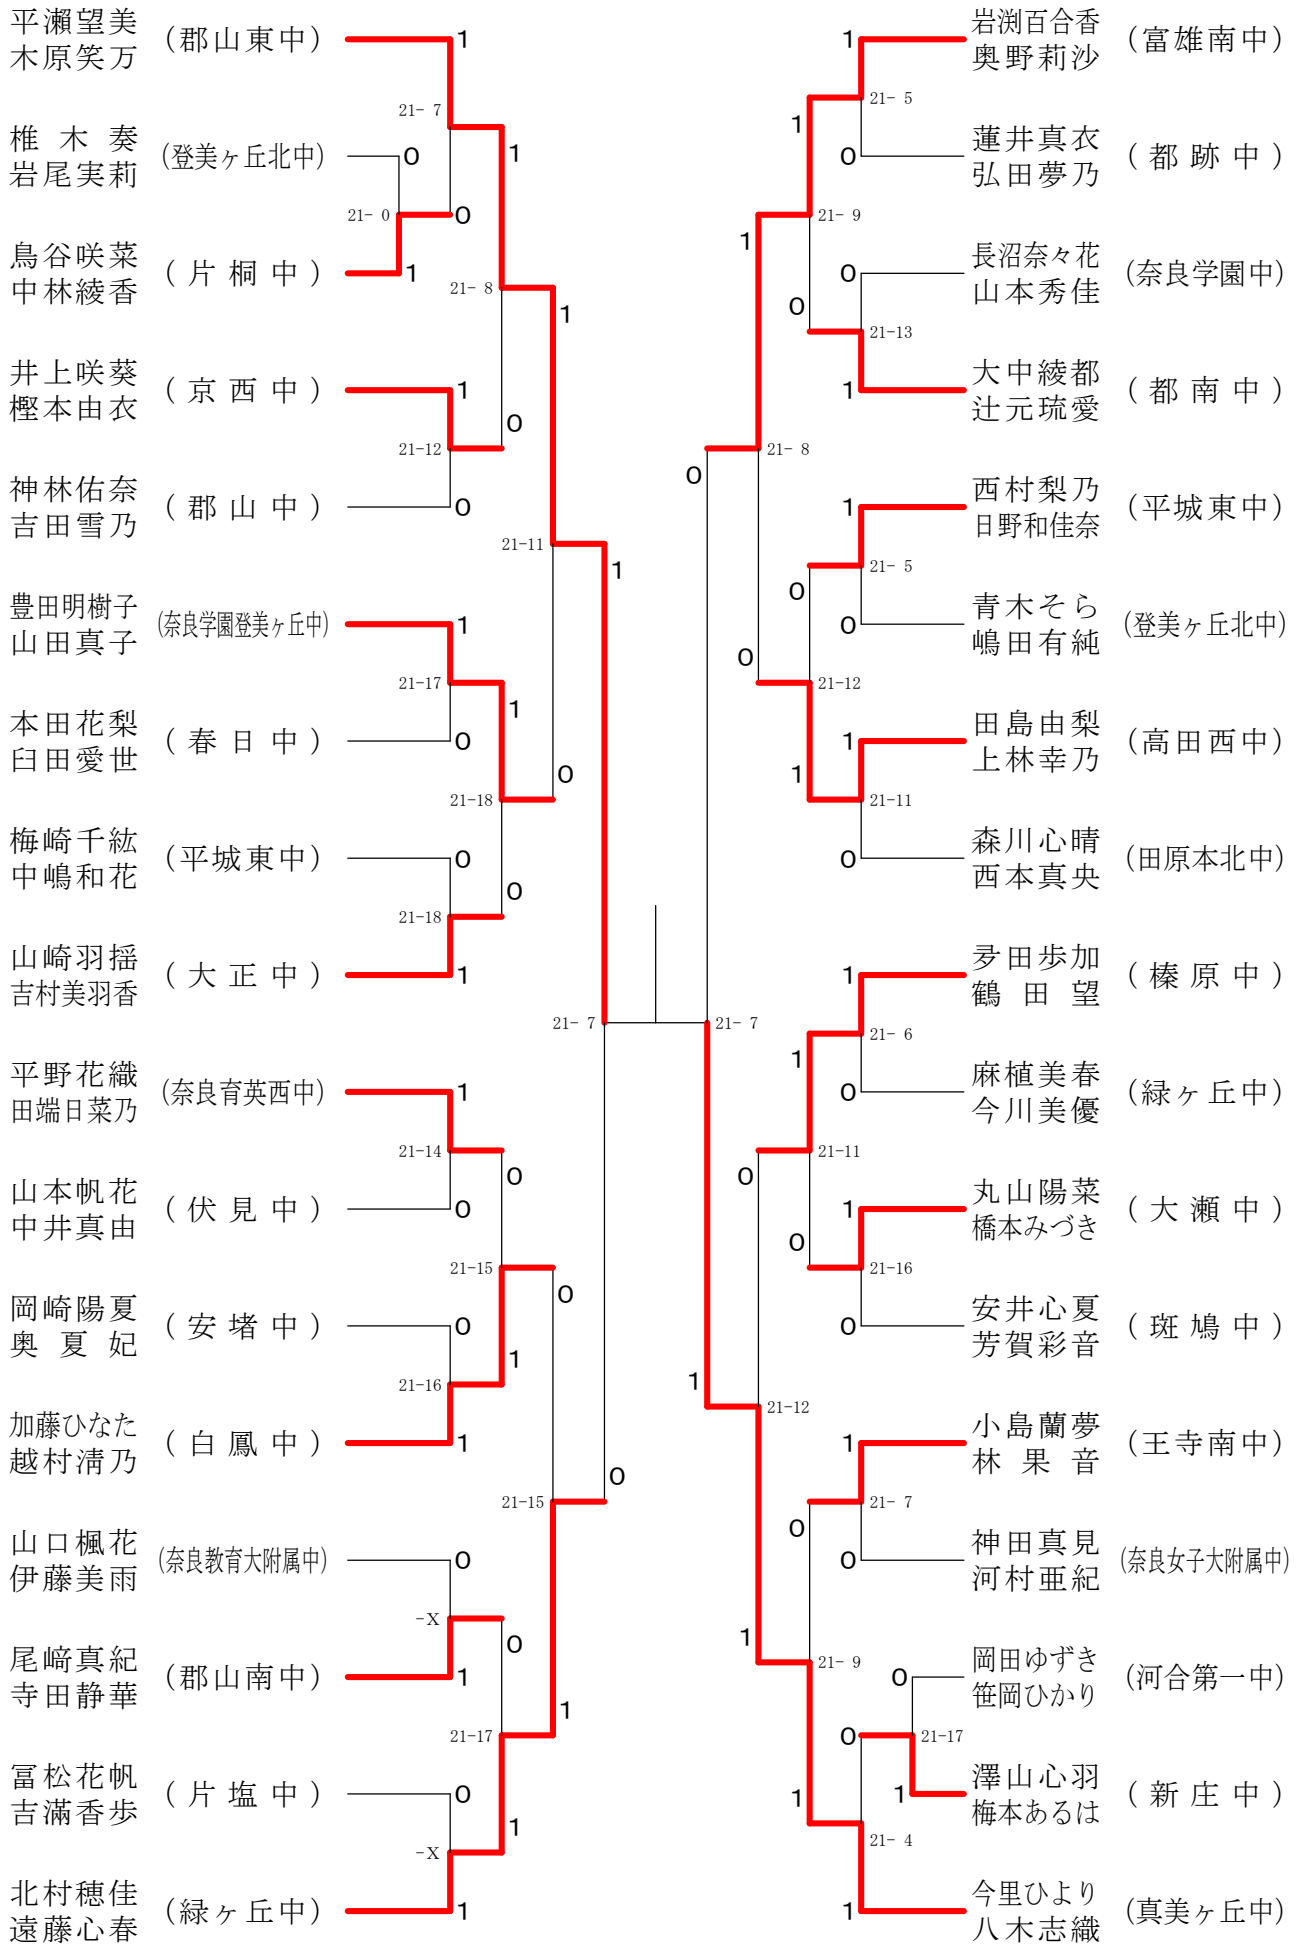 平瀨望美
木原笑万
(郡山東中)
1
21- 7
椎木奏
岩尾実莉
(登美ヶ丘北中)
0
1
21- 0
0
鳥谷咲菜
中林綾香
(片桐中)
1
21- 8
1
井上咲葵
樫本由衣
(京西中)
1
0
21-12
神林佑奈
吉田雪乃
(郡山中)
0
21-11
1
豊田明樹子
山田真子
(奈良学園登美ヶ丘中)
1
21-17
1
本田花梨
臼田愛世
(春日中)
0
0
21-18
梅崎千紘
中嶋和花
(平城東中)
0
0
21-18
山崎羽揺
吉村美羽香
(大正中)
1
21- 7
平野花織
田端日菜乃
(奈良育英西中)
1
21-14
0
山本帆花
中井真由
(伏見中)
0
21-15
0
岡崎陽夏
奥夏妃
(安堵中)
0
1
21-16
加藤ひなた
越村淸乃
(白鳳中)
1
0
21-15
山口楓花
伊藤美雨
(奈良教育大附属中)
0
-X
0
尾﨑真紀
寺田静華
(郡山南中)
1
1
21-17
冨松花帆
吉滿香歩
(片塩中)
0
1
-X
北村穂佳
遠藤心春
(緑ヶ丘中)
1
岩渕百合香
奥野莉沙
(富雄南中)
1
21- 5
1
蓮井真衣
弘田夢乃
(都跡中)
0
21- 9
1
長沼奈々花
山本秀佳
(奈良学園中)
0
0
21-13
大中綾都
辻元琉愛
(都南中)
1
21- 8
0
西村梨乃
日野和佳奈
(平城東中)
1
21- 5
0
青木そら
嶋田有純
(登美ヶ丘北中)
0
0
21-12
田島由梨
上林幸乃
(高田西中)
1
1
21-11
森川心晴
西本真央
(田原本北中)
0
21- 7
夛田歩加
鶴田望
(榛原中)
1
21- 6
1
麻植美春
今川美優
(緑ヶ丘中)
0
21-11
0
丸山陽菜
橋本みづき
(大瀬中)
1
0
21-16
安井心夏
芳賀彩音
(斑鳩中)
0
1
21-12
小島蘭夢
林果音
(王寺南中)
1
21- 7
0
神田真見
河村亜紀
(奈良女子大附属中)
0
1
21- 9
岡田ゆずき
笹岡ひかり
(河合第一中)
0
0
21-17
澤山心羽
梅本あるは
(新庄中)
1
1
21- 4
今里ひより
八木志織
(真美ヶ丘中)
1